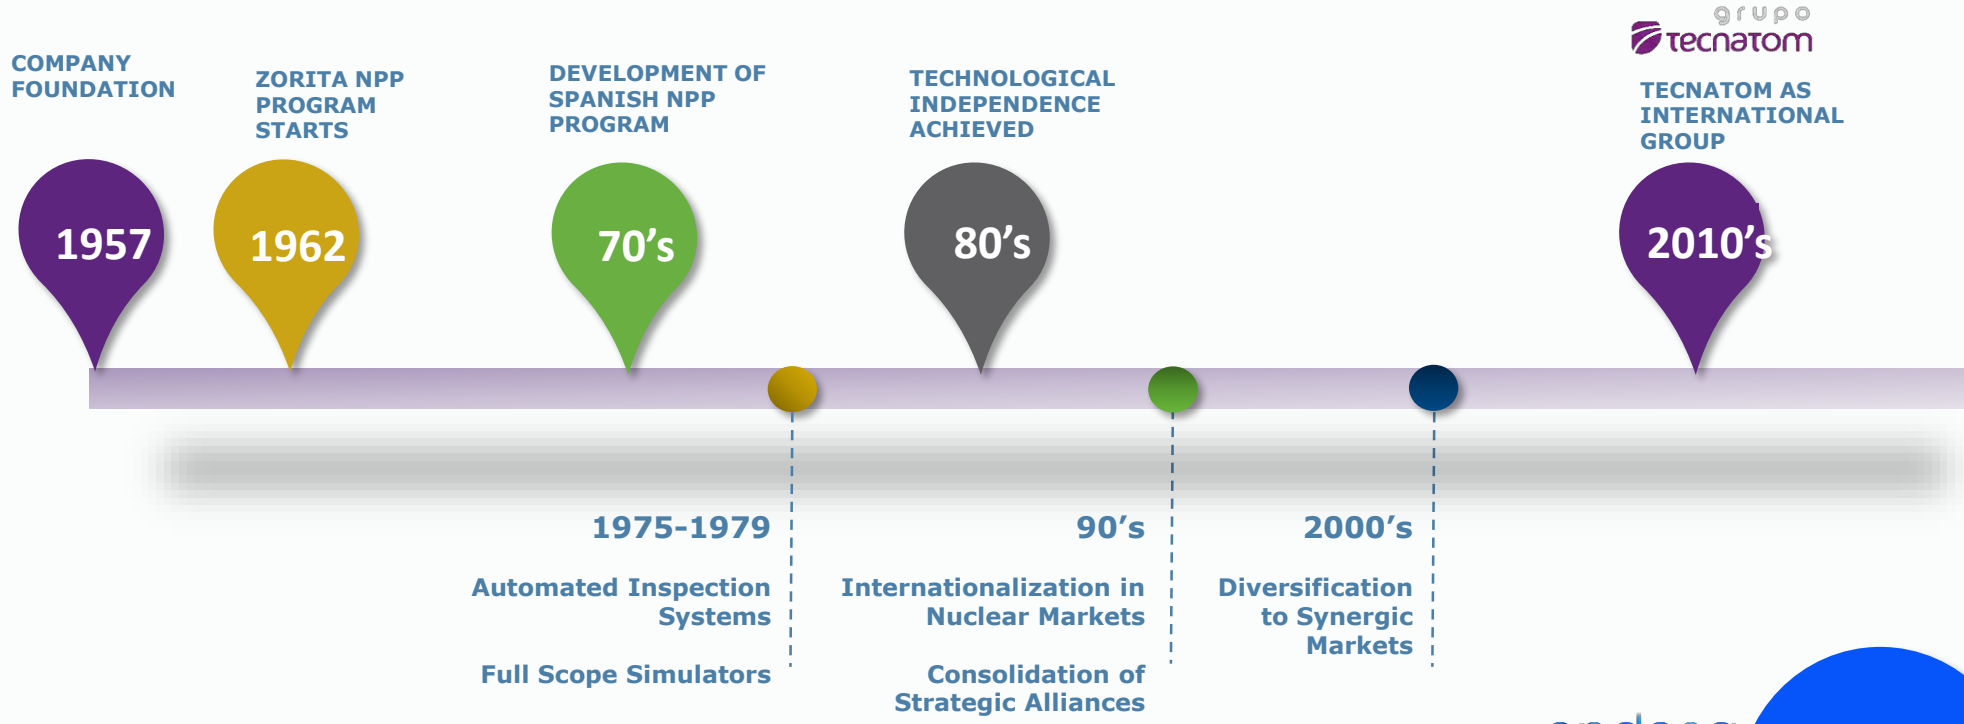 grupo
tecnatom
COMPANY
FOUNDATION
ZORITA NPP
PROGRAM
STARTS
DEVELOPMENT OF
SPANISH NPP
PROGRAM
TECHNOLOGICAL
INDEPENDENCE
ACHIEVED
TECNATOM AS
INTERNATIONAL
GROUP
1957
1962
70's
80's
2010's
1975-1979
Automated Inspection
Systems
Full Scope Simulators
90's
Internationalization in
Nuclear Markets
Consolidation of
Strategic Alliances
2000's
Diversification
to Synergic
Markets